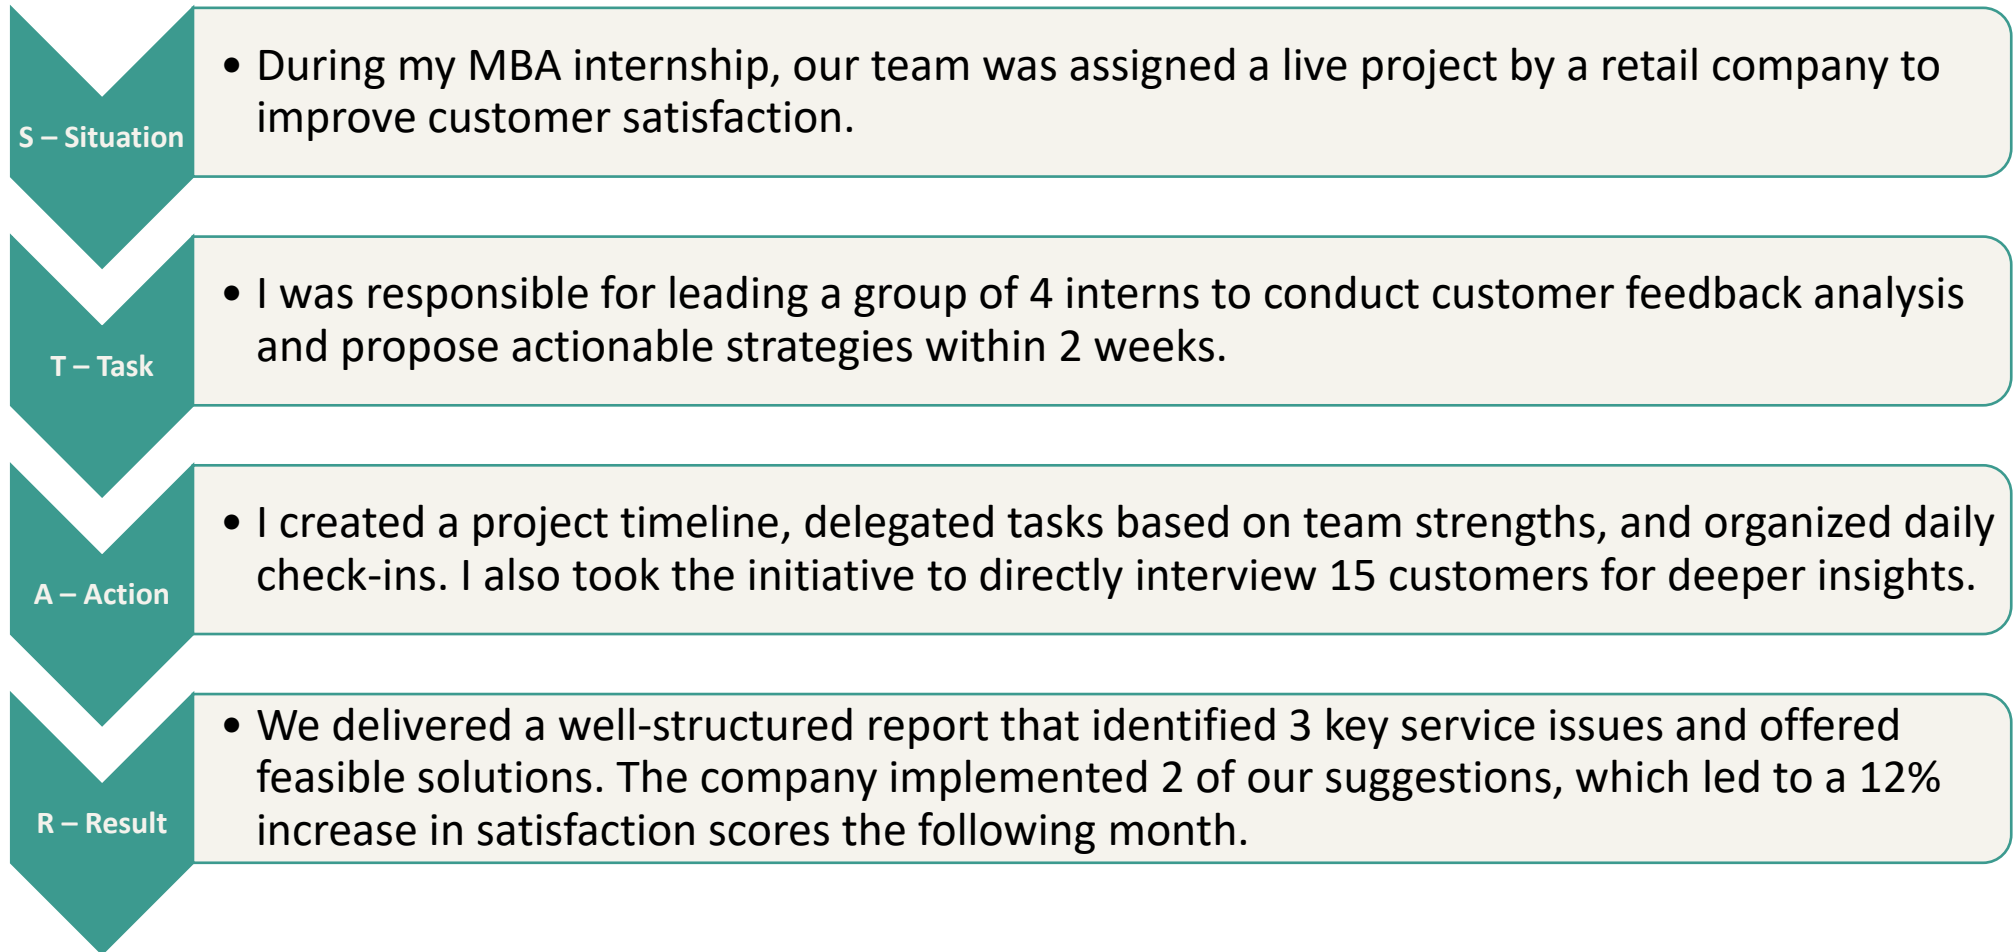 S – Situation
• During my MBA internship, our team was assigned a live project by a retail company to
improve customer satisfaction.
T – Task
• I was responsible for leading a group of 4 interns to conduct customer feedback analysis
and propose actionable strategies within 2 weeks.
A – Action
• I created a project timeline, delegated tasks based on team strengths, and organized daily
check-ins. I also took the initiative to directly interview 15 customers for deeper insights.
R – Result
• We delivered a well-structured report that identified 3 key service issues and offered
feasible solutions. The company implemented 2 of our suggestions, which led to a 12%
increase in satisfaction scores the following month.